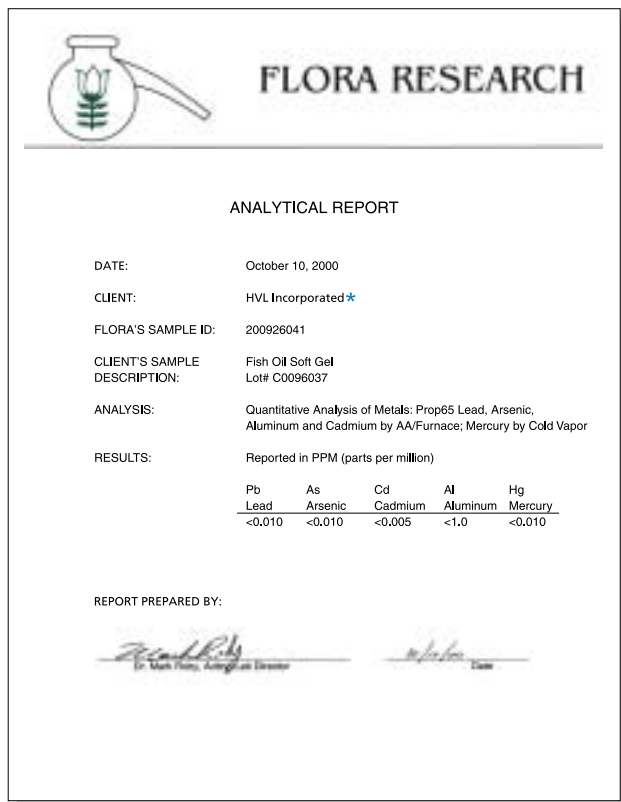 FLORA RESEARCH
ANALYTICAL REPORT
DATE: October 10, 2000
CLIENT: HVL Incorporated*
FLORA'S SAMPLE ID: 200926041
CLIENT'S SAMPLE Fish Oil Soft Gel
DESCRIPTION: Lot# C0096037
ANALYSIS: Quantitative Analysis of Metals: Prop65 Lead, Arsenic,
Aluminum and Cadmium by AA/Furnace; Mercury by Cold Vapor
RESULTS: Reported in PPM (parts per million)
Pb As Cd Al Hg
Lead Arsenic Cadmium Aluminum Mercury
<0.010 <0.010 <0.005 <1.0 <0.010
REPORT PREPARED BY:
Dr. Mark Director
Date